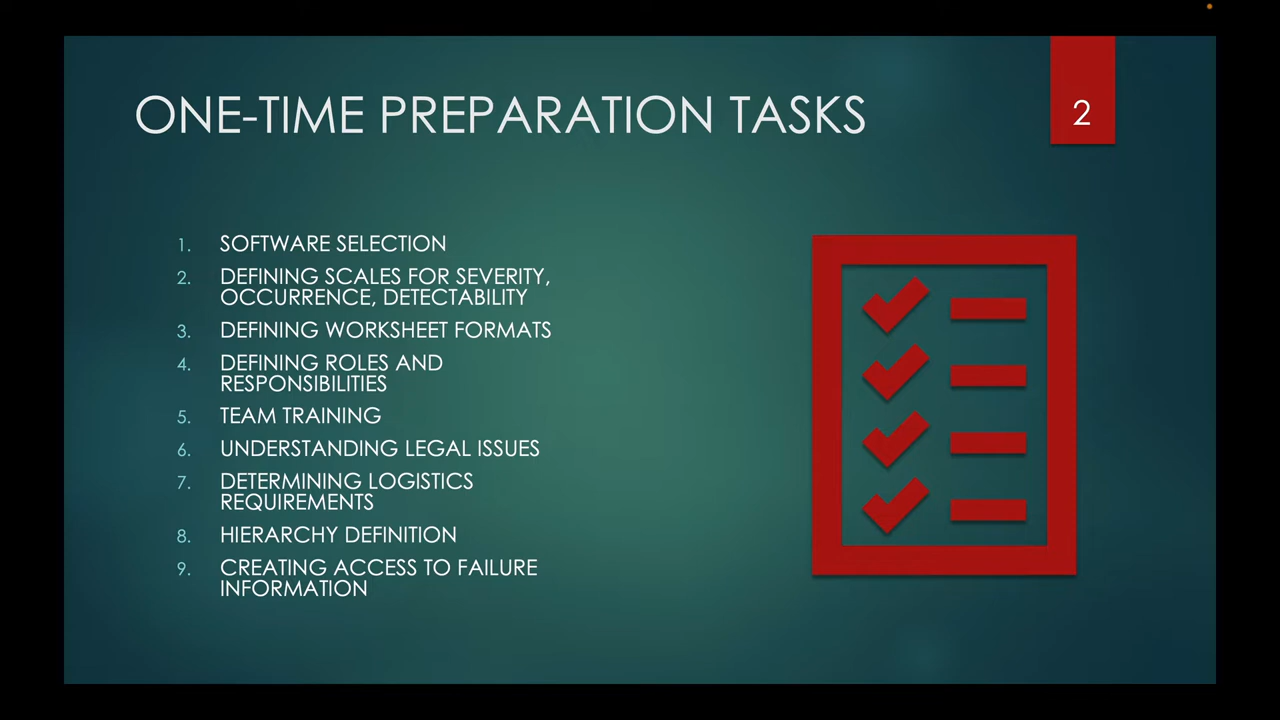 ONE-TIME PREPARATION TASKS
2
1. SOFTWARE SELECTION
2. DEFINING SCALES FOR SEVERITY,
OCCURRENCE, DETECTABILITY
3. DEFINING WORKSHEET FORMATS
4. DEFINING ROLES AND
RESPONSIBILITIES
5. TEAM TRAINING
6. UNDERSTANDING LEGAL ISSUES
7. DETERMINING LOGISTICS
REQUIREMENTS
8. HIERARCHY DEFINITION
9. CREATING ACCESS TO FAILURE
INFORMATION